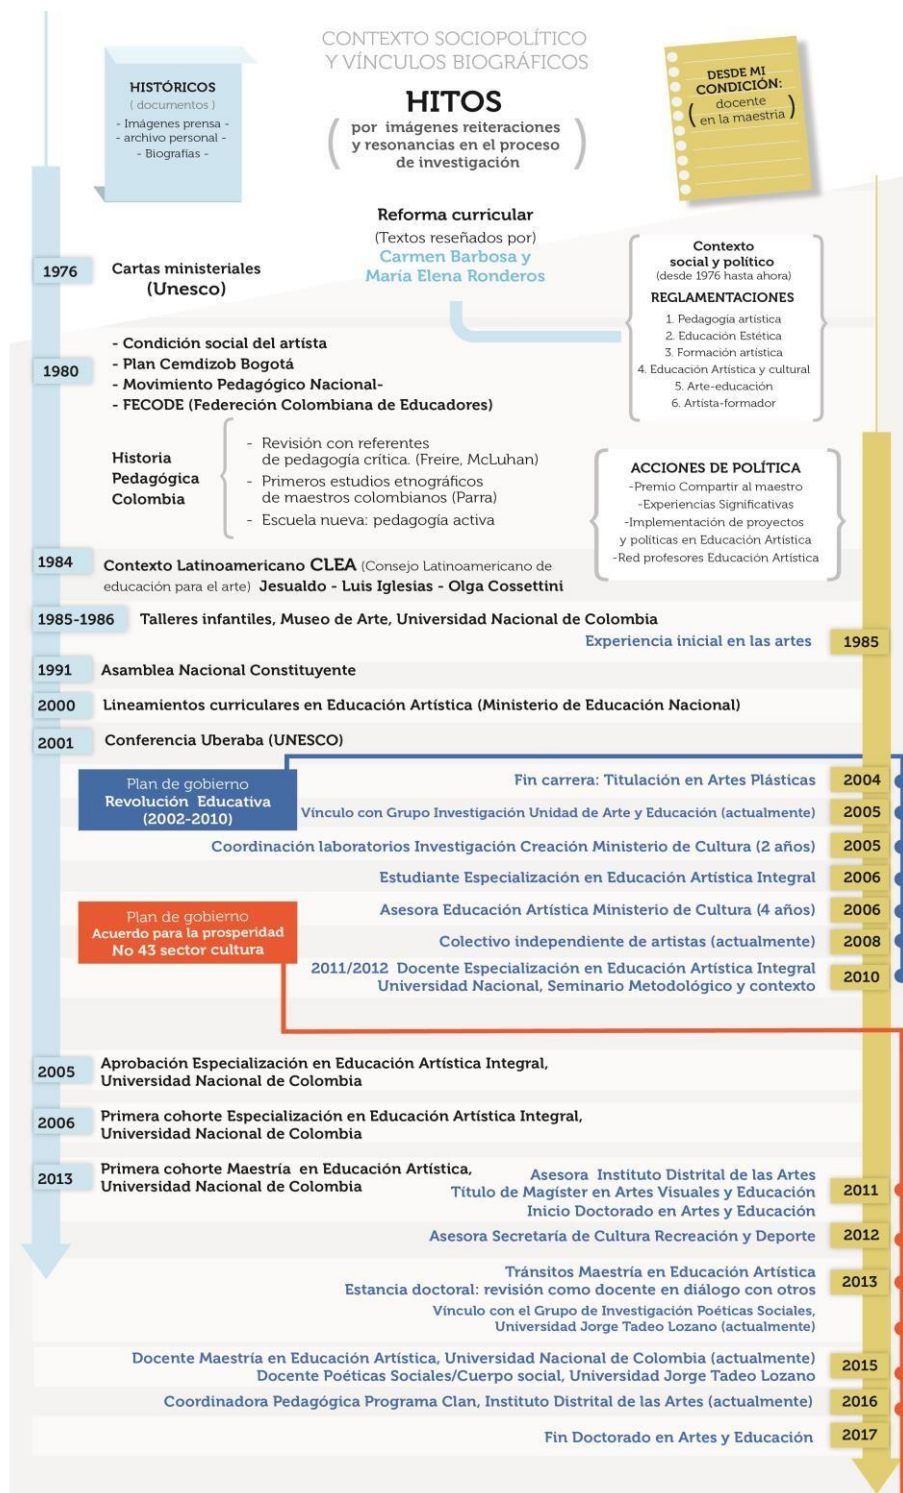 CONTEXTO SOCIOPOLÍTICO
Y VÍNCULOS BIOGRÁFICOS
HITOS
( por imágenes reiteraciones
y resonancias en el proceso
de investigación )
HISTÓRICOS
( documentos )
- Imágenes prensa -
- archivo personal -
- Biografías -
DESDE MI
CONDICIÓN:
( docente
en la maestria )
Reforma curricular
(Textos reseñados por)
Carmen Barbosa y
María Elena Ronderos
1976
Cartas ministeriales
(Unesco)
Contexto
social y político
(desde 1976 hasta ahora)
REGLAMENTACIONES
1. Pedagogía artística
2. Educación Estética
3. Formación artística
4. Educación Artística y cultural
5. Arte-educación
6. Artísta-formador
1980
- Condición social del artísta
- Plan Cemdizob Bogotá
- Movimiento Pedagógico Nacional-
- FECODE (Federeción Colombiana de Educadores)
Historia
Pedagógica
Colombia
- Revisión con referentes
de pedagogía crítica. (Freire, McLuhan)
- Primeros estudios etnográficos
de maestros colombianos (Parra)
- Escuela nueva: pedagogía activa
ACCIONES DE POLÍTICA
-Premio Compartir al maestro
-Experiencias Significativas
-Implementación de proyectos
y políticas en Educación Artística
-Red profesores Educación Artística
1984
Contexto Latinoamericano CLEA (Consejo Latinoamericano de
educación para el arte) Jesualdo - Luis Iglesias - Olga Cossettini
1985-1986 Talleres infantiles, Museo de Arte, Universidad Nacional de Colombia
Experiencia inicial en las artes 1985
1991 Asamblea Nacional Constituyente
2000 Lineamientos curriculares en Educación Artística (Ministerio de Educación Nacional)
2001 Conferencia Uberaba (UNESCO)
Plan de gobierno
Revolución Educativa
(2002-2010)
Fin carrera: Titulación en Artes Plásticas 2004
Vínculo con Grupo Investigación Unidad de Arte y Educación (actualmente) 2005
Coordinación laboratorios Investigación Creación Ministerio de Cultura (2 años) 2005
Estudiante Especialización en Educación Artística Integral 2006
Plan de gobierno
Acuerdo para la prosperidad
No 43 sector cultura
Asesora Educación Artística Ministerio de Cultura (4 años) 2006
Colectivo independiente de artistas (actualmente) 2008
2011/2012 Docente Especialización en Educación Artística Integral
Universidad Nacional, Seminario Metodológico y contexto
2010
2005
Aprobación Especialización en Educación Artística Integral,
Universidad Nacional de Colombia
2006
Primera cohorte Especialización en Educación Artística Integral,
Universidad Nacional de Colombia
2013
Primera cohorte Maestría en Educación Artística,
Universidad Nacional de Colombia
Asesora Instituto Distrital de las Artes
Título de Magíster en Artes Visuales y Educación
Inicio Doctorado en Artes y Educación
2011
Asesora Secretaría de Cultura Recreación y Deporte 2012
Tránsitos Maestría en Educación Artística
Estancia doctoral: revisión como docente en diálogo con otros
2013
Vínculo con el Grupo de Investigación Poéticas Sociales,
Universidad Jorge Tadeo Lozano (actualmente)
Docente Maestría en Educación Artística, Universidad Nacional de Colombia (actualmente)
Docente Poéticas Sociales/Cuerpo social, Universidad Jorge Tadeo Lozano
2015
Coordinadora Pedagógica Programa Clan, Instituto Distrital de las Artes (actualmente) 2016
Fin Doctorado en Artes y Educación 2017